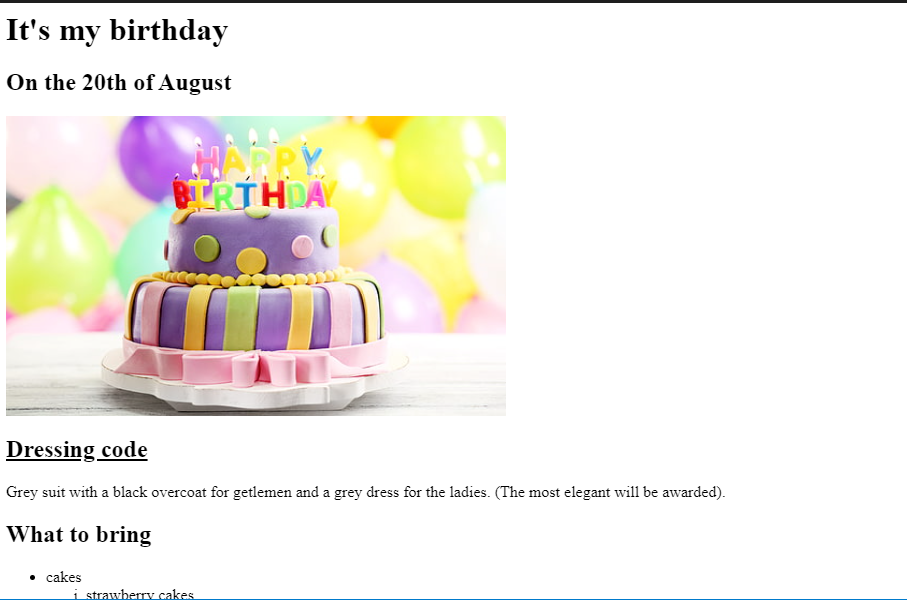 It's my birthday
On the 20th of August
HAPPY
BIRTHDAY
Dressing code
Grey suit with a black overcoat for getlemen and a grey dress for the ladies. (The most elegant will be awarded).
What to bring
• cakes
i. strawberry cakes